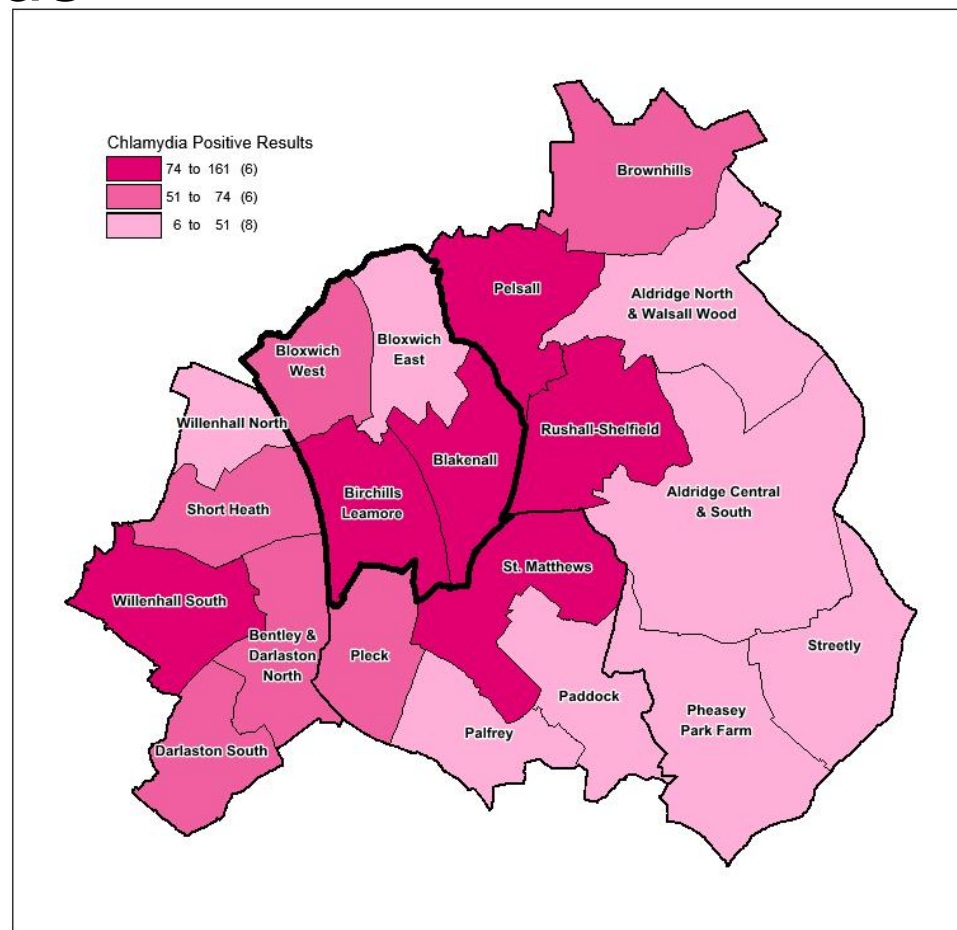 Chlamydia Positive Results
74 to 161 (6)
51 to 74 (6)
6 to 51 (8)
Brownhills
Pelsall
Aldridge North
& Walsall Wood
Bloxwich
East
Bloxwich
West
Willenhall North
Rushall-Shelfield
Blakenall
Birchills
Leamore
Aldridge Central
& South
Short Heath
St. Matthews
Willenhall South
Bentley &
Darlaston
North
Pleck
Streetly
Paddock
Pheasey
Park Farm
Palfrey
Darlaston South